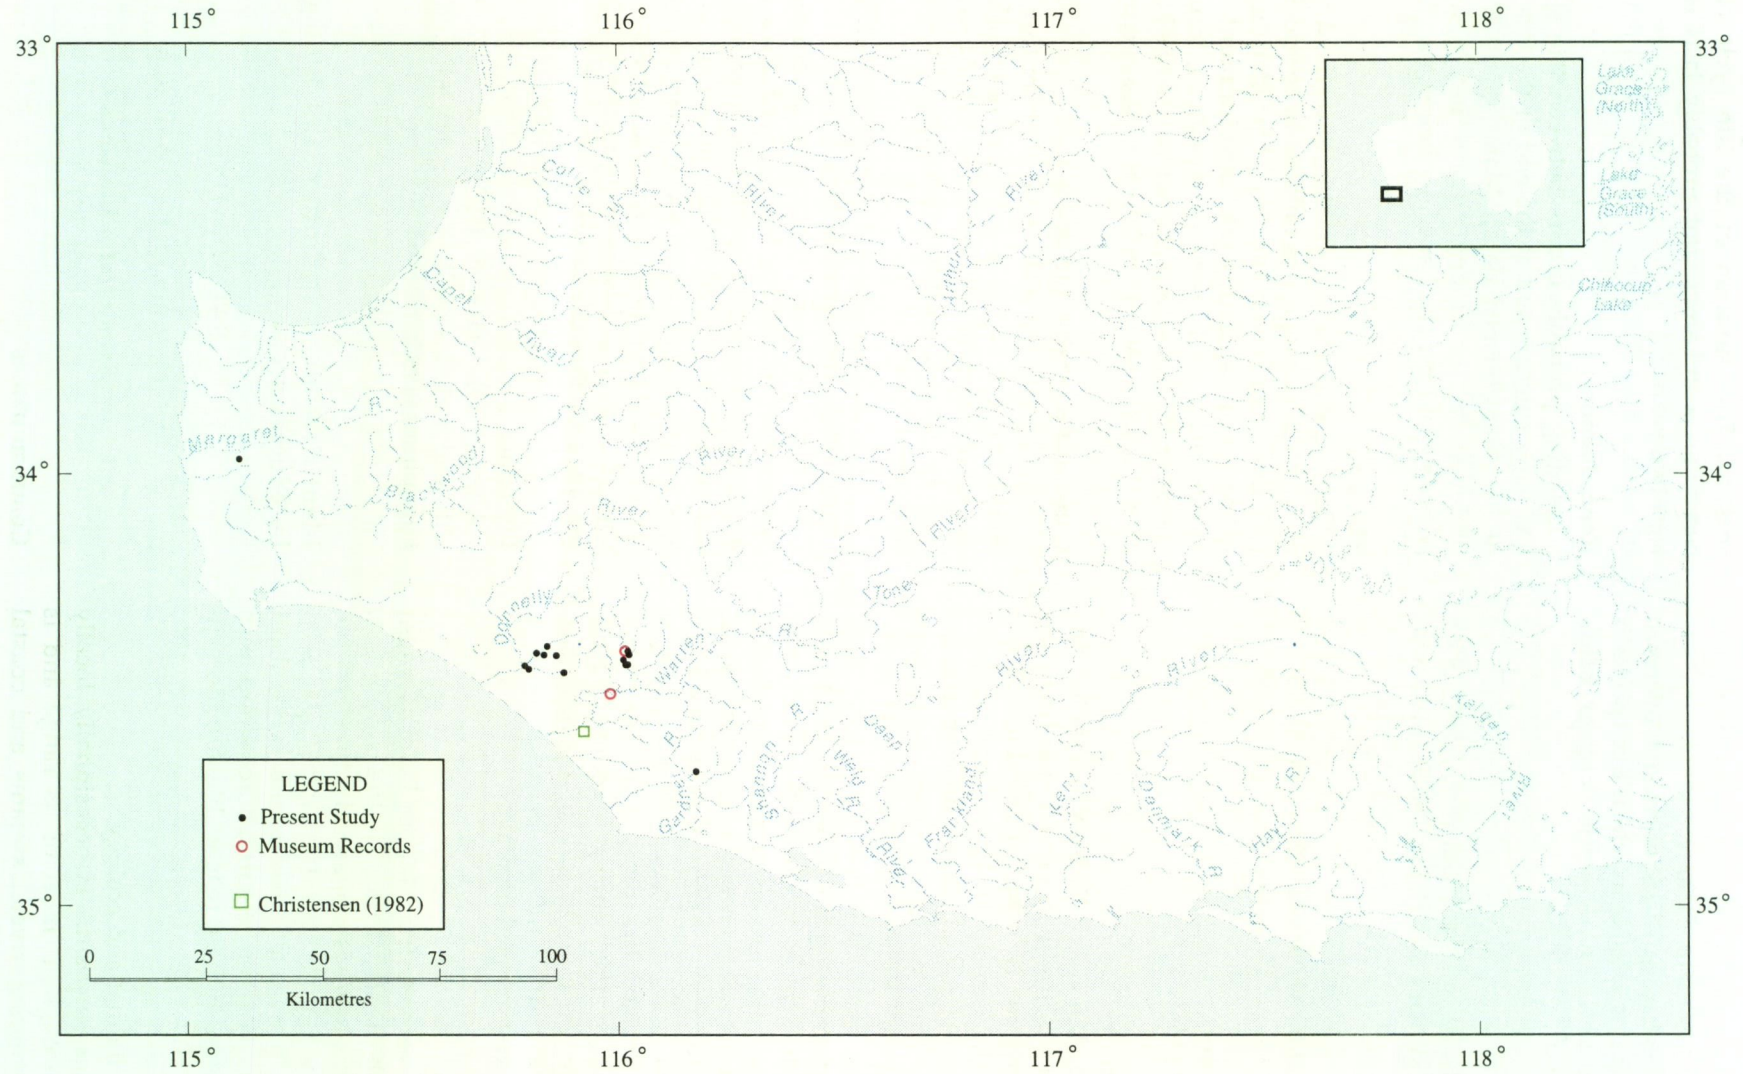 115° 116° 117° 118°
33° 33°
Lake
Grace
(North)
Collie
River
River
Lake
Grace
(South)
Arthur
Capel
Chinocup
Lake
River
R
Margaret
River
34° 34°
Blackwood
River
River
Tone
Donnelly
R
S
Warren
River
River
Kalgan
R
R
Dean
Shannon
Weld R
Gardner
Frankland
Kent
Denmark R
Hay
R
River
River
LEGEND
Present Study
Museum Records
Christensen (1982)
35° 35°
0 25 50 75 100
Kilometres
115° 116° 117° 118°